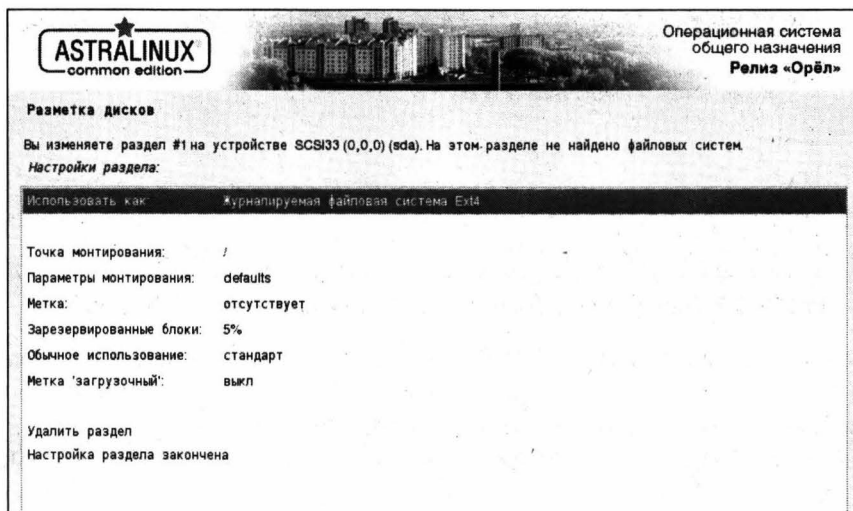 ASTRALINUX
common edition
Операционная система
общего назначения
Релиз «Орёл»
Разметка дисков
Вы изменяете раздел #1 на устройстве SCSI33 (0,0,0) (sda). На этом разделе не найдено файловых систем.
Настройки раздела:
Использовать как: Журналируемая файловая система Ext4
Точка монтирования: /
Параметры монтирования: defaults
Метка: отсутствует
Зарезервированные блоки: 5%
Обычное использование: стандарт
Метка 'загрузочный': выкл
Удалить раздел
Настройка раздела закончена